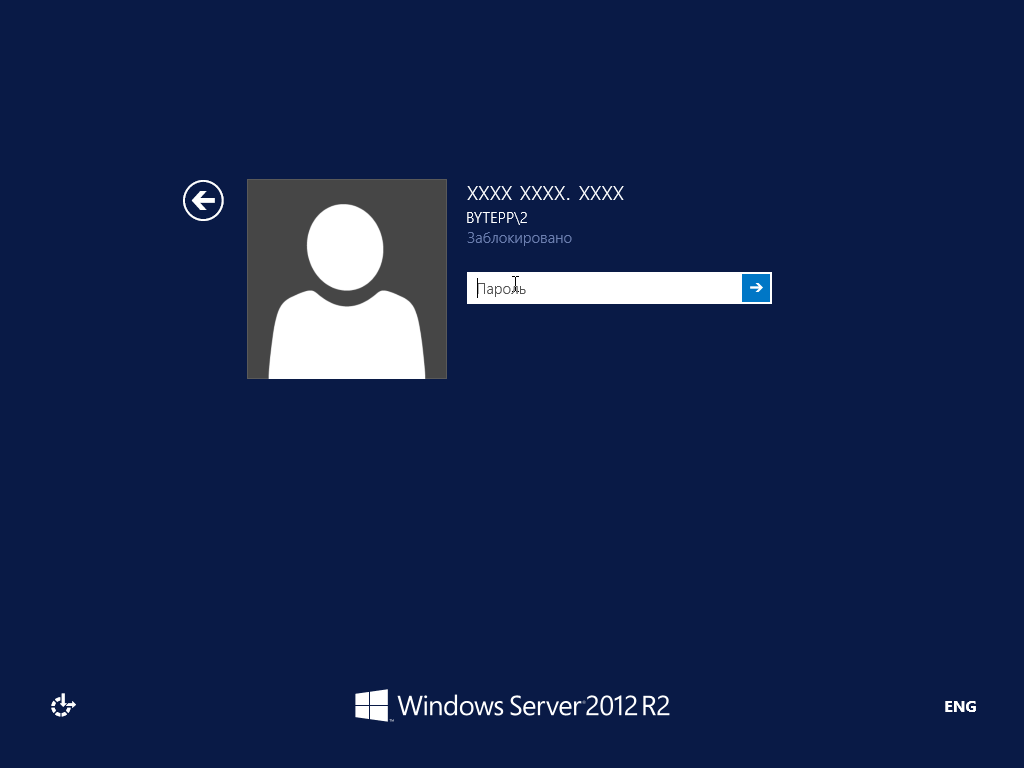 XXXX XXXX. XXXX
BYTEPP\2
Заблокировано
Пароль
Windows Server 2012 R2
ENG